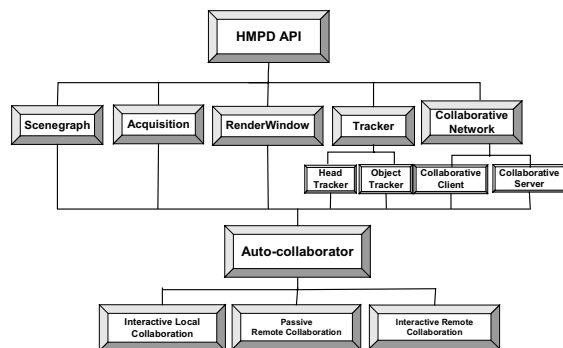 HMPD API
Scenegraph
Acquisition
RenderWindow
Tracker
Collaborative
Network
Head
Tracker
Object
Tracker
Collaborative
Client
Collaborative
Server
Auto-collaborator
Interactive Local
Collaboration
Passive
Remote Collaboration
Interactive Remote
Collaboration